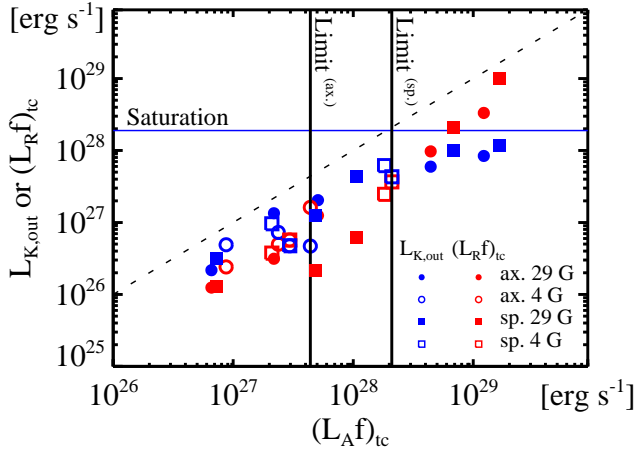 [erg s⁻¹]
10²⁹
10²⁸
10²⁷
10²⁶
10²⁵
L_K,out or (L_R f)_tc
Limit (ax.)
Limit (sp.)
Saturation
L_K,out (L_R f)_tc
ax. 29 G
ax. 4 G
sp. 29 G
sp. 4 G
10²⁶ 10²⁷ 10²⁸ 10²⁹ [erg s⁻¹]
(L_A f)_tc